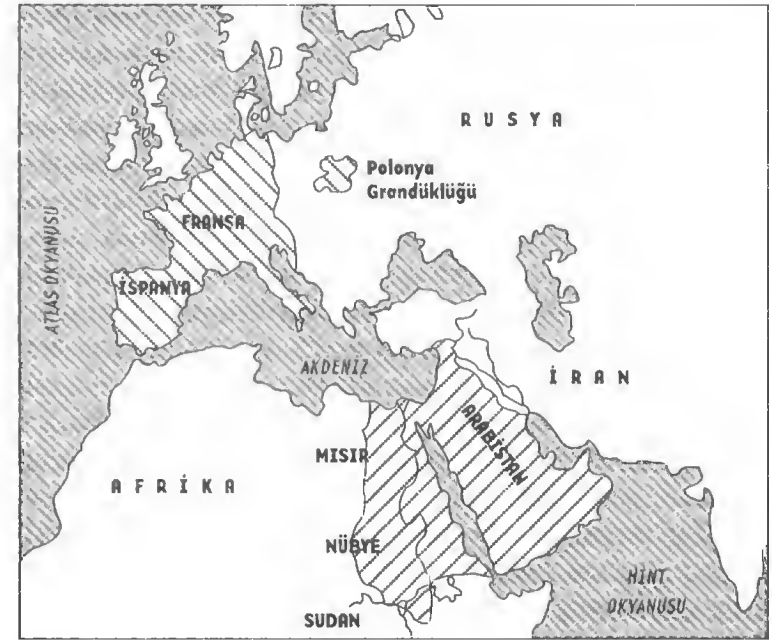 RUSYA
Polonya
Grandüklüğü
FRANSA
İSPANYA
ATLAS OKYANUSU
AKDENİZ
İRAN
ARABİSTAN
MISIR
AFRİKA
NÜBYE
HİNT
OKYANUSU
SUDAN